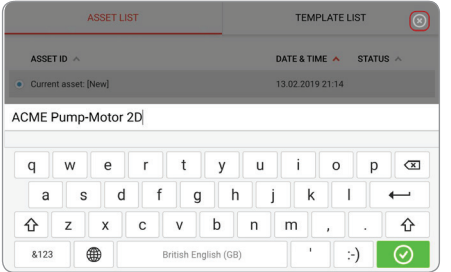 ASSET LIST TEMPLATE LIST
ASSET ID DATE & TIME STATUS
Current asset: [New] 13.02.2019 21:14
ACME Pump-Motor 2D
q w e r t y u i o p
a s d f g h j k l
z x c v b n m , .
&123 British English (GB) ' :-)